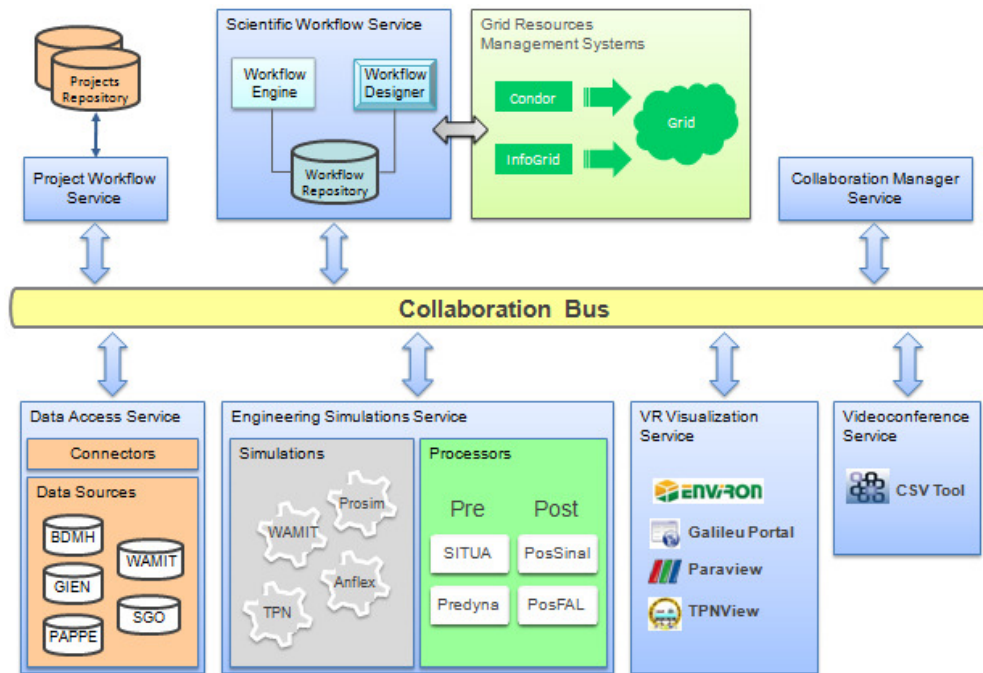 Projects
Repository
Project Workflow
Service
Scientific Workflow Service
Workflow
Engine
Workflow
Designer
Workflow
Repository
Grid Resources
Management Systems
Condor
InfoGrid
Grid
Collaboration Manager
Service
Collaboration Bus
Data Access Service
Connectors
Data Sources
BDMH
WAMIT
GIEN
SGO
PAPPE
Engineering Simulations Service
Simulations
Prosim
WAMIT
Anflex
TPN
Processors
Pre
Post
SITUA
PosSinal
Predyna
PosFAL
VR Visualization
Service
ENVIRON
Galileu Portal
Paraview
TPNView
Videoconference
Service
CSV Tool